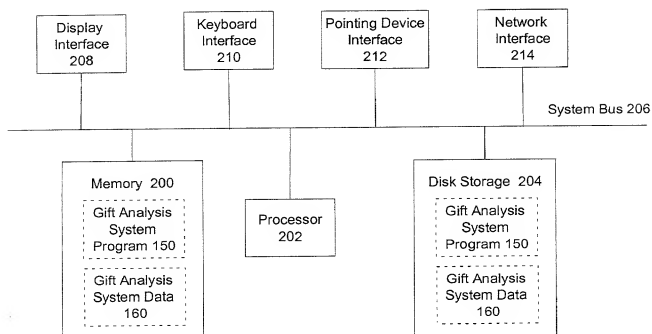 Display
Interface
208
Keyboard
Interface
210
Pointing Device
Interface
212
Network
Interface
214
System Bus 206
Memory 200
Gift Analysis
System
Program 150
Gift Analysis
System Data
160
Processor
202
Disk Storage 204
Gift Analysis
System
Program 150
Gift Analysis
System Data
160